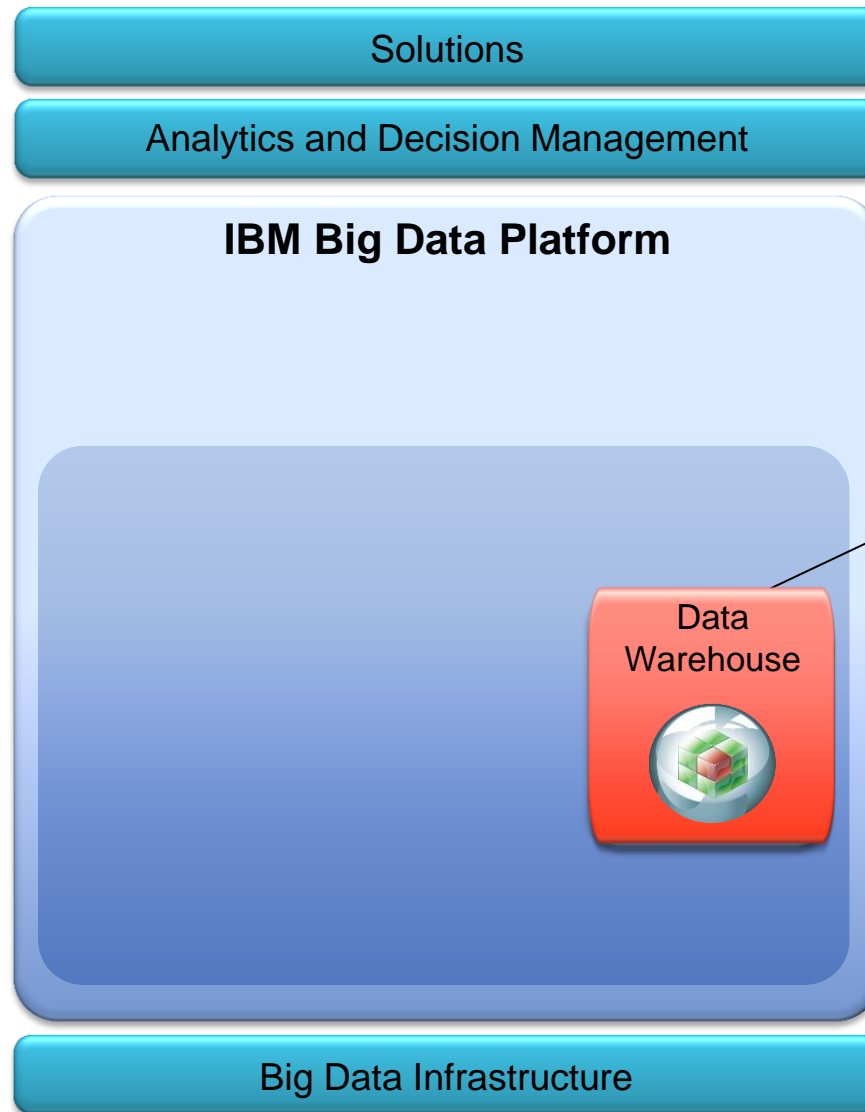 Solutions
Analytics and Decision Management
IBM Big Data Platform
Data
Warehouse
Big Data Infrastructure